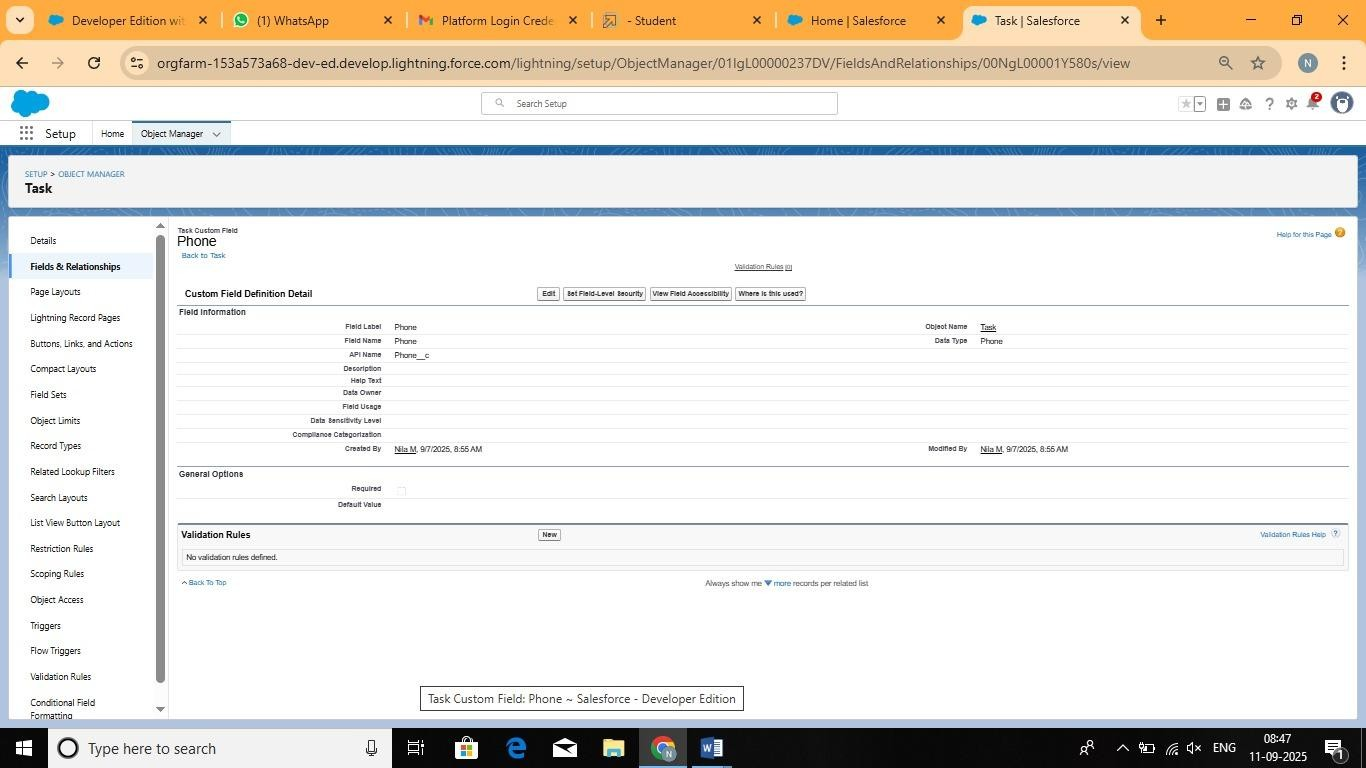 Developer Edition wit
(1) WhatsApp
Platform Login Crede
- Student
Home | Salesforce
Task | Salesforce
orgfarm-153a573a68-dev-ed.develop.lightning.force.com/lightning/setup/ObjectManager/01IgL00000237DV/FieldsAndRelationships/00NgL00001Y580s/view
N
Search Setup
2
Setup
Home
Object Manager
SETUP > OBJECT MANAGER
Task
Details
Fields & Relationships
Page Layouts
Lightning Record Pages
Buttons, Links, and Actions
Compact Layouts
Field Sets
Object Limits
Record Types
Related Lookup Filters
Search Layouts
List View Button Layout
Restriction Rules
Scoping Rules
Object Access
Triggers
Flow Triggers
Validation Rules
Conditional Field
Formatting
Task Custom Field
Phone
Back to Task
Help for this Page
Validation Rules [0]
Custom Field Definition Detail
Edit Set Field-Level Security View Field Accessibility Where is this used?
Field Information
Field Label Phone Object Name Task
Field Name Phone Data Type Phone
API Name Phone__c
Description
Help Text
Data Owner
Field Usage
Data Sensitivity Level
Compliance Categorization
Created By Nila M, 9/7/2025, 8:55 AM Modified By Nila M, 9/7/2025, 8:55 AM
General Options
Required
Default Value
Validation Rules New Validation Rules Help ?
No validation rules defined.
^ Back To Top Always show me ▼ more records per related list
Task Custom Field: Phone ~ Salesforce - Developer Edition
Type here to search
ENG
08:47
11-09-2025
1